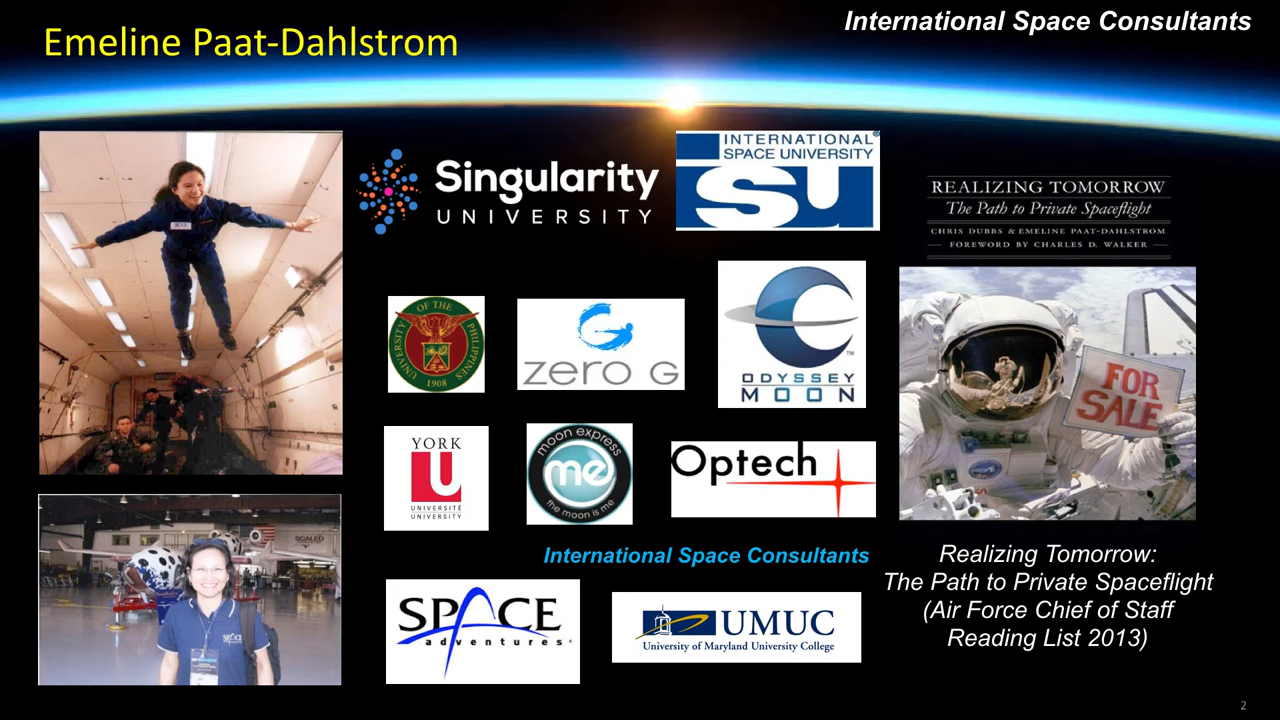 Emeline Paat-Dahlstrom
International Space Consultants
Singularity
UNIVERSITY
INTERNATIONAL
SPACE UNIVERSITY
isu
REALIZING TOMORROW
The Path to Private Spaceflight
CHRIS DUBBS & EMELINE PAAT-DAHLSTROM
FOREWORD BY CHARLES D. WALKER
UNIVERSITY OF THE PHILIPPINES
1908
zero G
ODYSSEY
MOON
TM
FOR
SALE
YORK
U
UNIVERSITÉ
UNIVERSITY
moon express
me
the moon is me
Optech
SCALED
International Space Consultants
SPACE
adventures
UMUC
University of Maryland University College
SPACE
Realizing Tomorrow:
The Path to Private Spaceflight
(Air Force Chief of Staff
Reading List 2013)
2